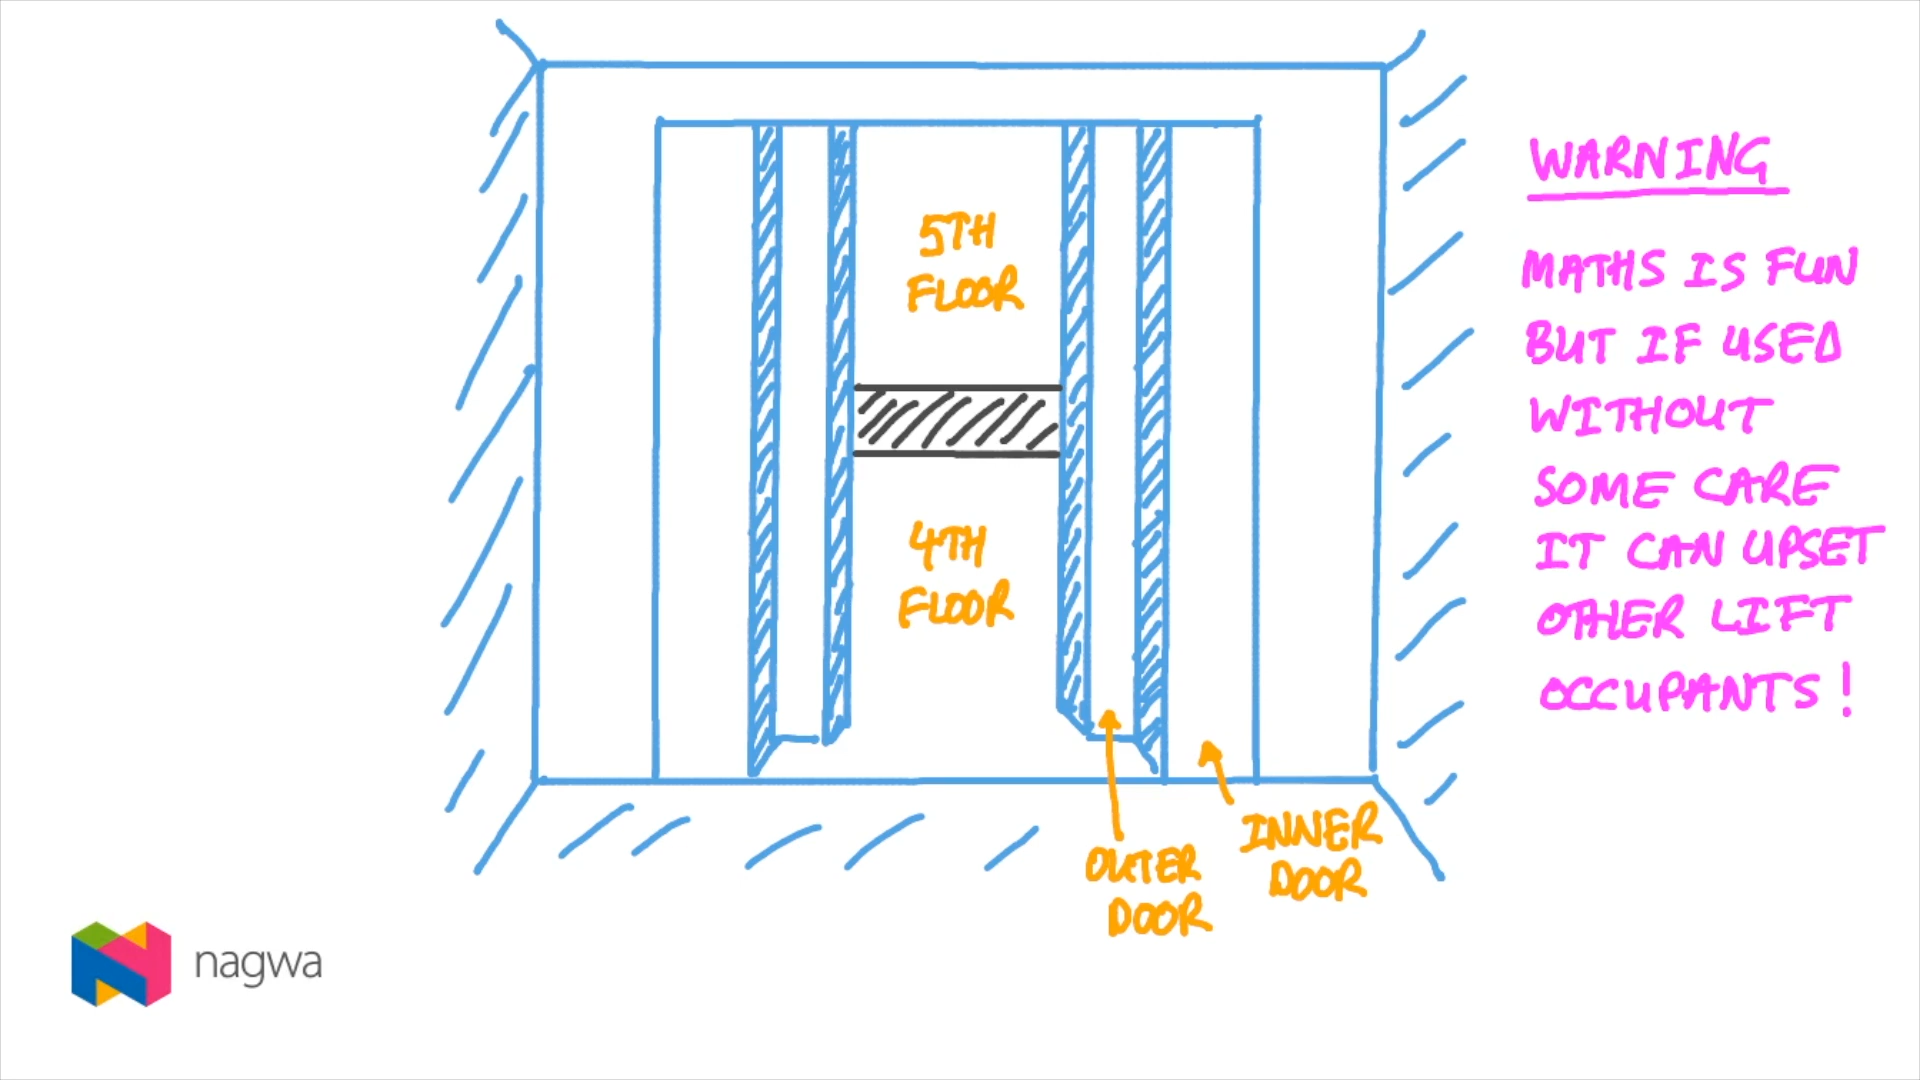 5TH
FLOOR
4TH
FLOOR
OUTER
DOOR
INNER
DOOR
WARNING
MATHS IS FUN
BUT IF USED
WITHOUT
SOME CARE
IT CAN UPSET
OTHER LIFT
OCCUPANTS!
nagwa